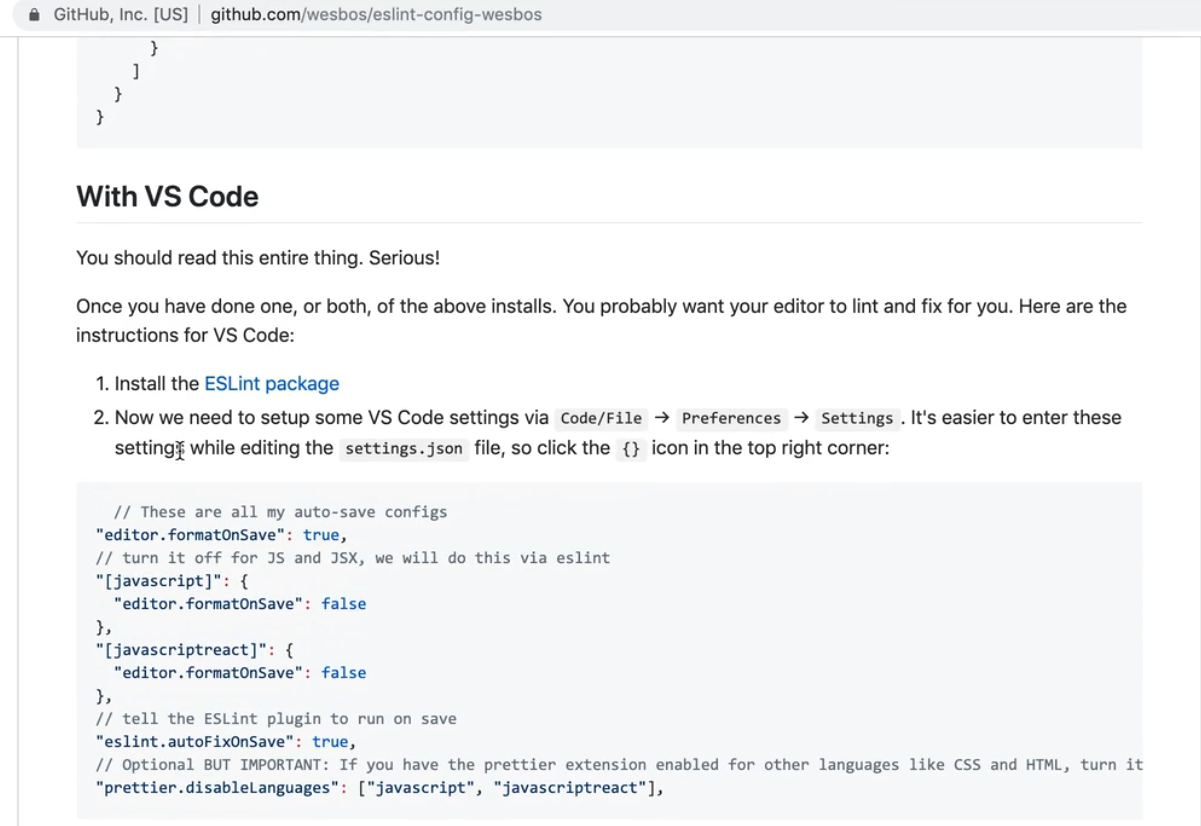 GitHub, Inc. [US] | github.com/wesbos/eslint-config-wesbos
}
]
}
}
With VS Code
You should read this entire thing. Serious!
Once you have done one, or both, of the above installs. You probably want your editor to lint and fix for you. Here are the
instructions for VS Code:
1. Install the ESLint package
2. Now we need to setup some VS Code settings via Code/File → Preferences → Settings . It's easier to enter these
settings while editing the settings.json file, so click the {} icon in the top right corner:
// These are all my auto-save configs
"editor.formatOnSave": true,
// turn it off for JS and JSX, we will do this via eslint
"[javascript]": {
"editor.formatOnSave": false
},
"[javascriptreact]": {
"editor.formatOnSave": false
},
// tell the ESLint plugin to run on save
"eslint.autoFixOnSave": true,
// Optional BUT IMPORTANT: If you have the prettier extension enabled for other languages like CSS and HTML, turn it
"prettier.disableLanguages": ["javascript", "javascriptreact"],